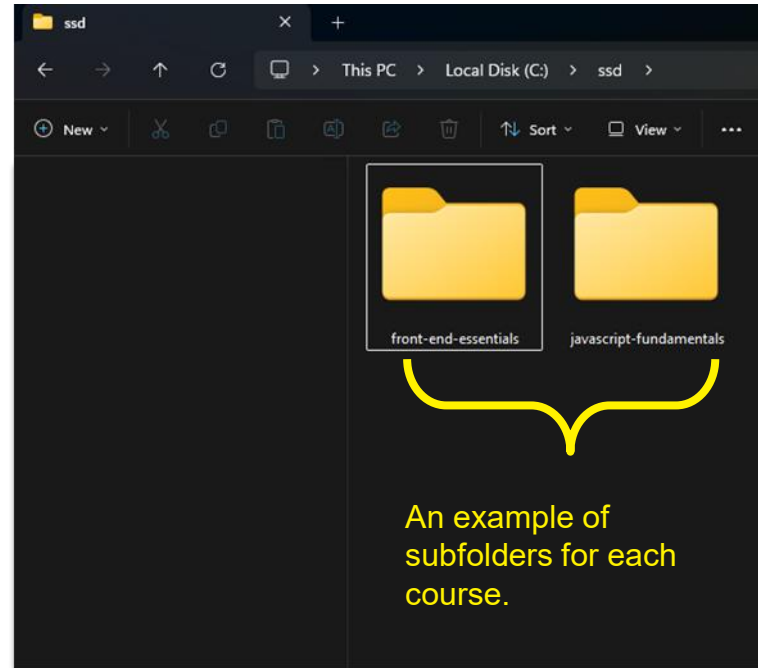 ssd
This PC > Local Disk (C:) > ssd >
New Sort View ...
front-end-essentials javascript-fundamentals
An example of
subfolders for each
course.